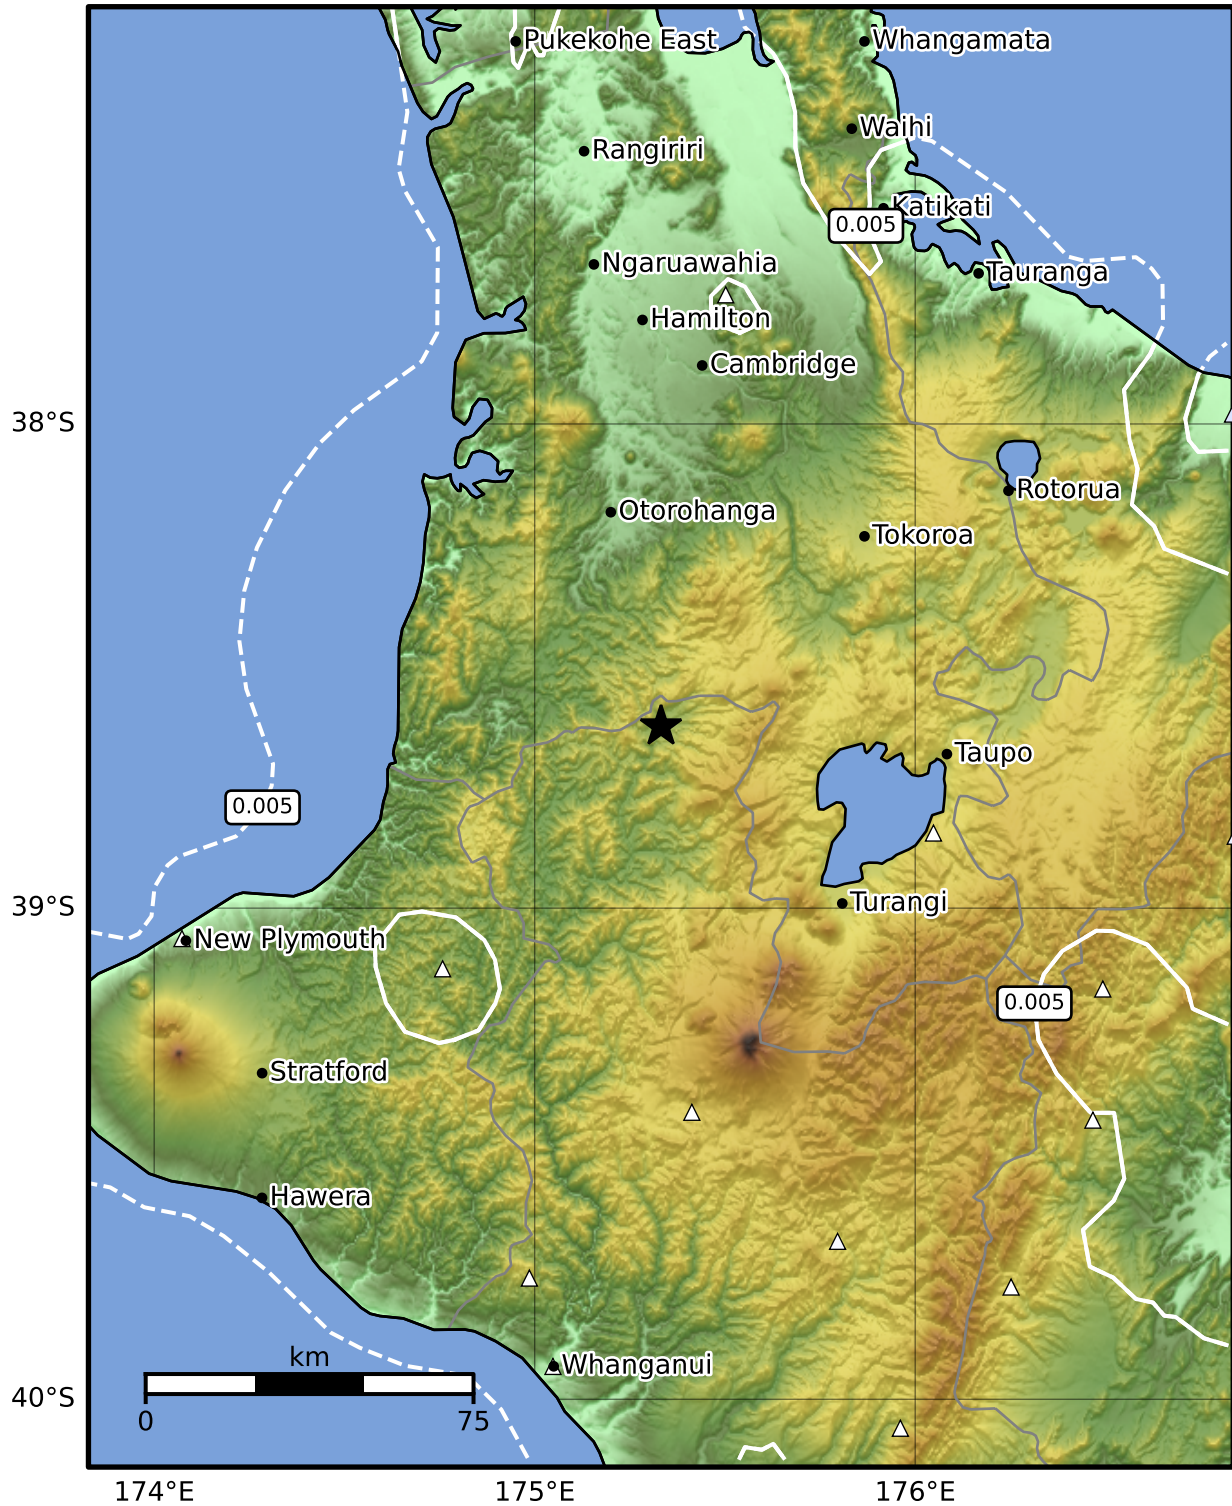 Pukekohe East
Whangamata
Waihi
Rangiriri
Katikati
0.005
Ngaruawahia
Tauranga
Hamilton
Cambridge
38°S
Rotorua
Otorohanga
Tokoroa
Taupo
0.005
Turangi
39°S
New Plymouth
0.005
Stratford
Hawera
km
Whanganui
40°S
0
75
174°E
175°E
176°E